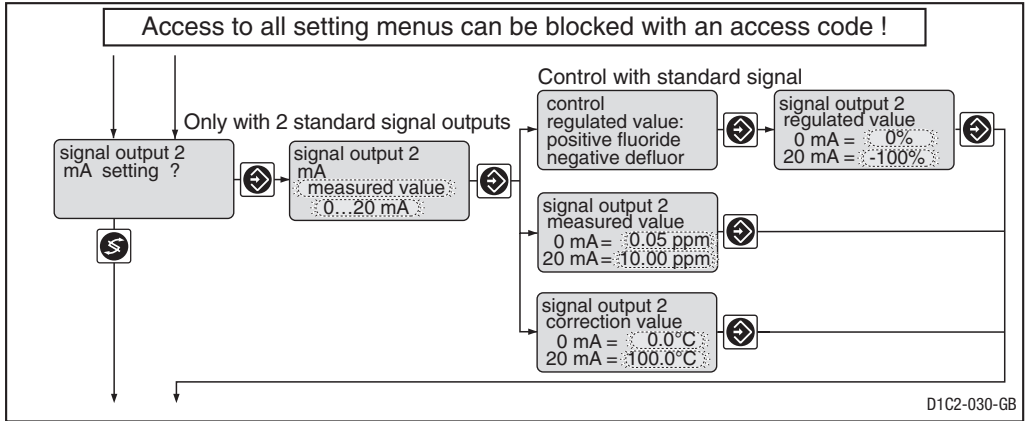 Access to all setting menus can be blocked with an access code !
Control with standard signal
Only with 2 standard signal outputs
signal output 2
mA setting ?
signal output 2
mA
measured value
0...20 mA
control
regulated value:
positive fluoride
negative defluor
signal output 2
regulated value
0 mA = 0%
20 mA = -100%
signal output 2
measured value
0 mA = 0.05 ppm
20 mA = 10.00 ppm
signal output 2
correction value
0 mA = 0.0°C
20 mA = 100.0°C
D1C2-030-GB